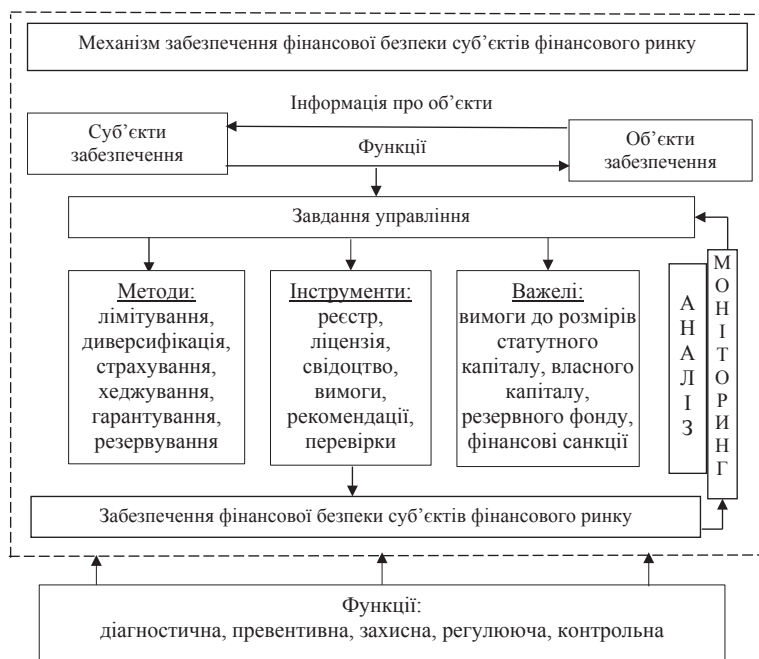 Механізм забезпечення фінансової безпеки суб’єктів фінансового ринку
Інформація про об’єкти
Суб’єкти
забезпечення
Функції
Об’єкти
забезпечення
Завдання управління
Методи:
лімітування,
диверсифікація,
страхування,
хеджування,
гарантування,
резервування
Інструменти:
реєстр,
ліцензія,
свідоцтво,
вимоги,
рекомендації,
перевірки
Важелі:
вимоги до розмірів
статутного
капіталу, власного
капіталу,
резервного фонду,
фінансові санкції
АНАЛІЗ
МОНІТОРИНГ
Забезпечення фінансової безпеки суб’єктів фінансового ринку
Функції:
діагностична, превентивна, захисна, регулююча, контрольна